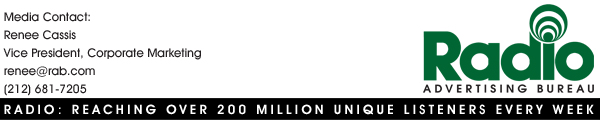 Media Contact:
Renee Cassis
Vice President, Corporate Marketing
renee@rab.com
(212) 681-7205
Radio
ADVERTISING BUREAU
RADIO: REACHING OVER 200 MILLION UNIQUE LISTENERS EVERY WEEK